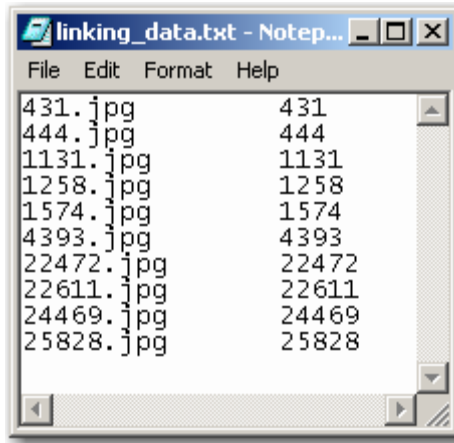 linking_data.txt - Notep...
File Edit Format Help
431.jpg 431
444.jpg 444
1131.jpg 1131
1258.jpg 1258
1574.jpg 1574
4393.jpg 4393
22472.jpg 22472
22611.jpg 22611
24469.jpg 24469
25828.jpg 25828